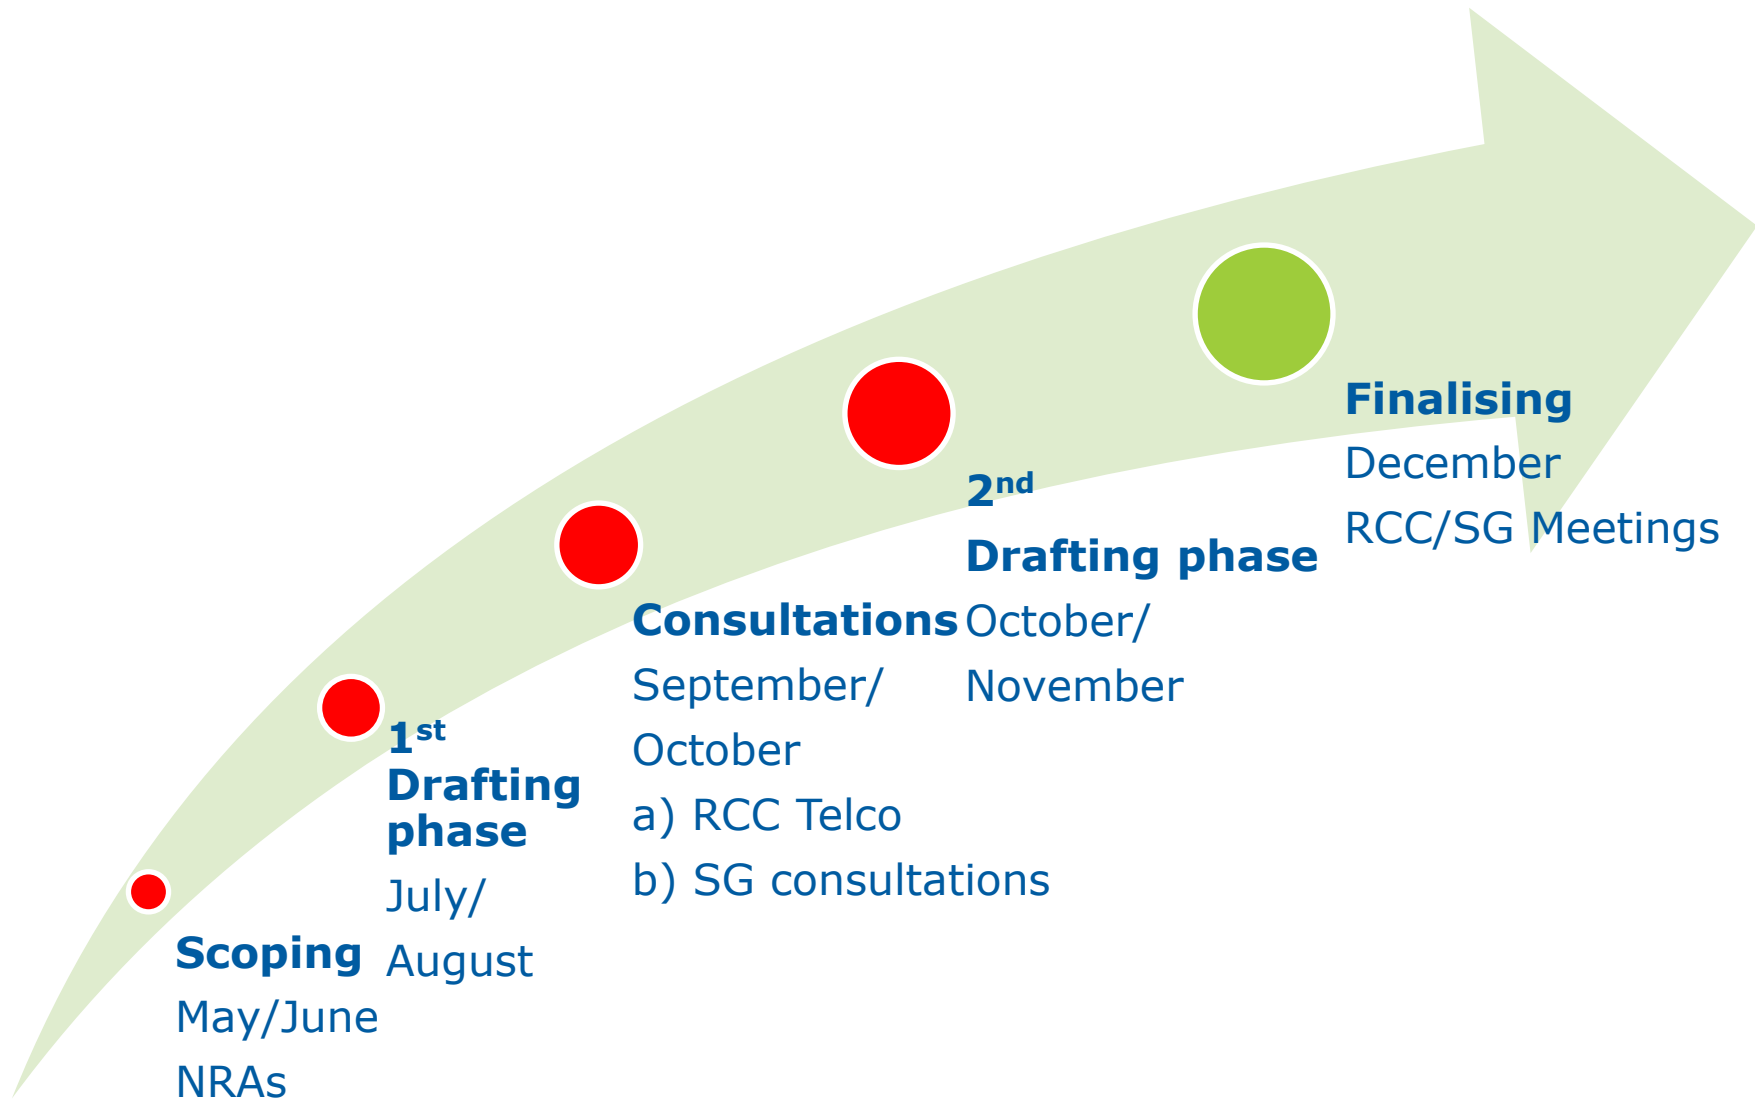 Scoping
May/June
NRAs
1st
Drafting
phase
July/
August
Consultations
September/
October
a) RCC Telco
b) SG consultations
2nd
Drafting phase
October/
November
Finalising
December
RCC/SG Meetings